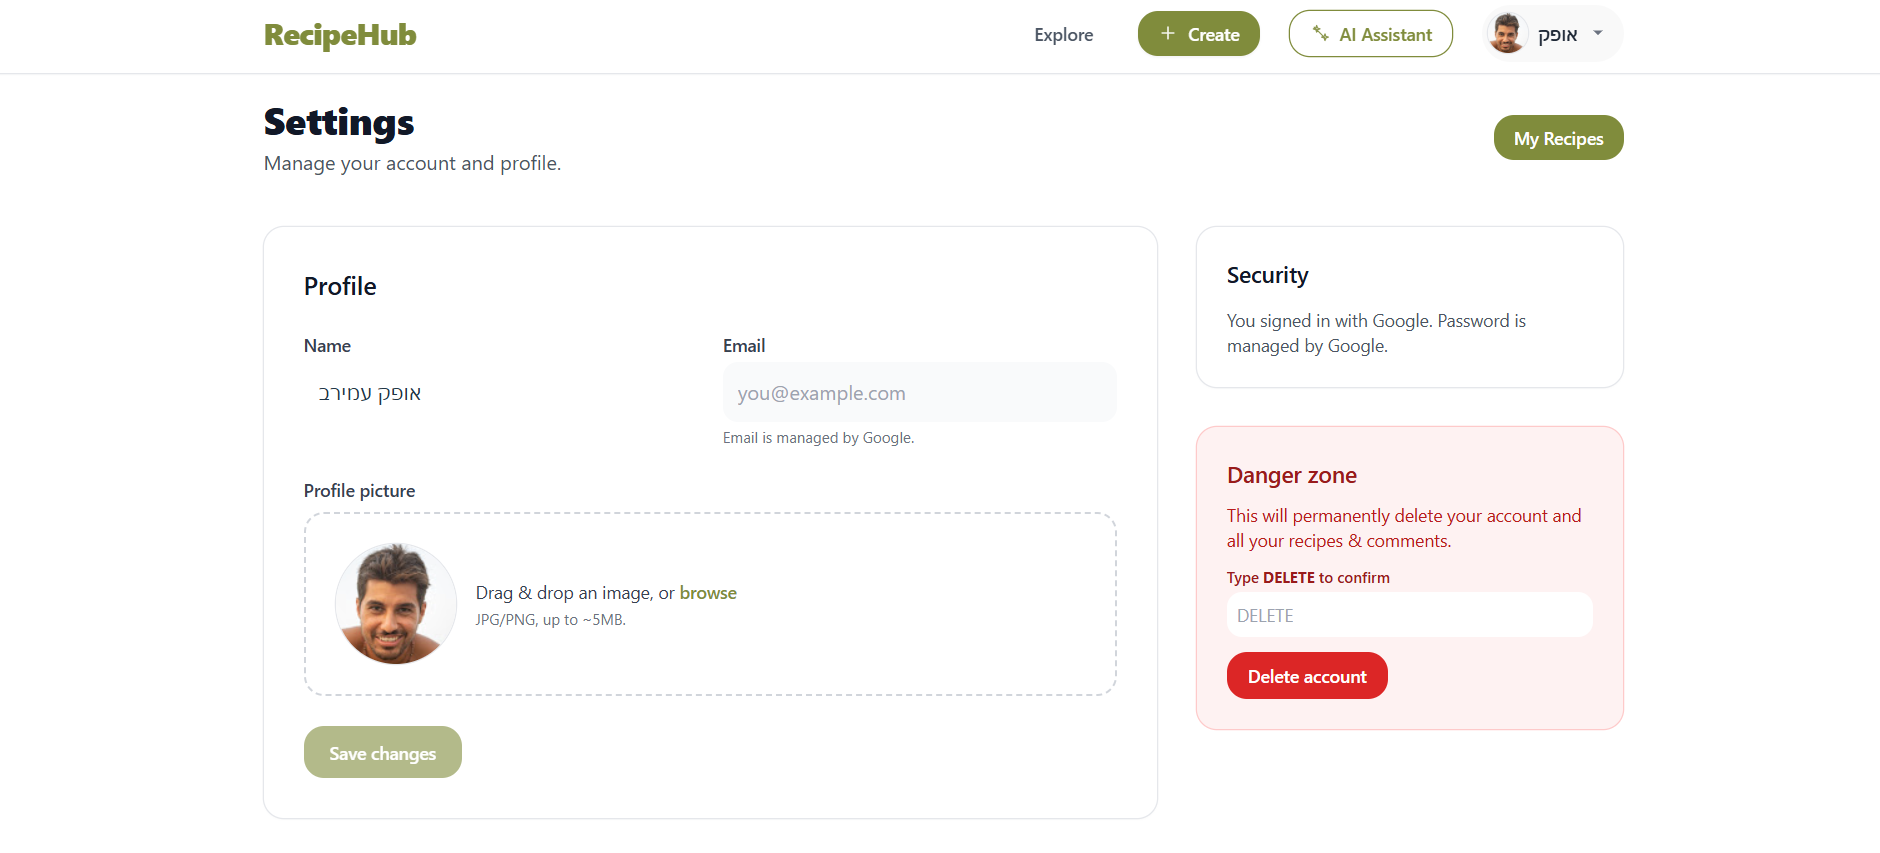 RecipeHub
Explore
+ Create
AI Assistant
אופק
Settings
Manage your account and profile.
My Recipes
Profile
Name
אופק עמירב
Email
you@example.com
Email is managed by Google.
Profile picture
Drag & drop an image, or browse
JPG/PNG, up to ~5MB.
Save changes
Security
You signed in with Google. Password is
managed by Google.
Danger zone
This will permanently delete your account and
all your recipes & comments.
Type DELETE to confirm
DELETE
Delete account